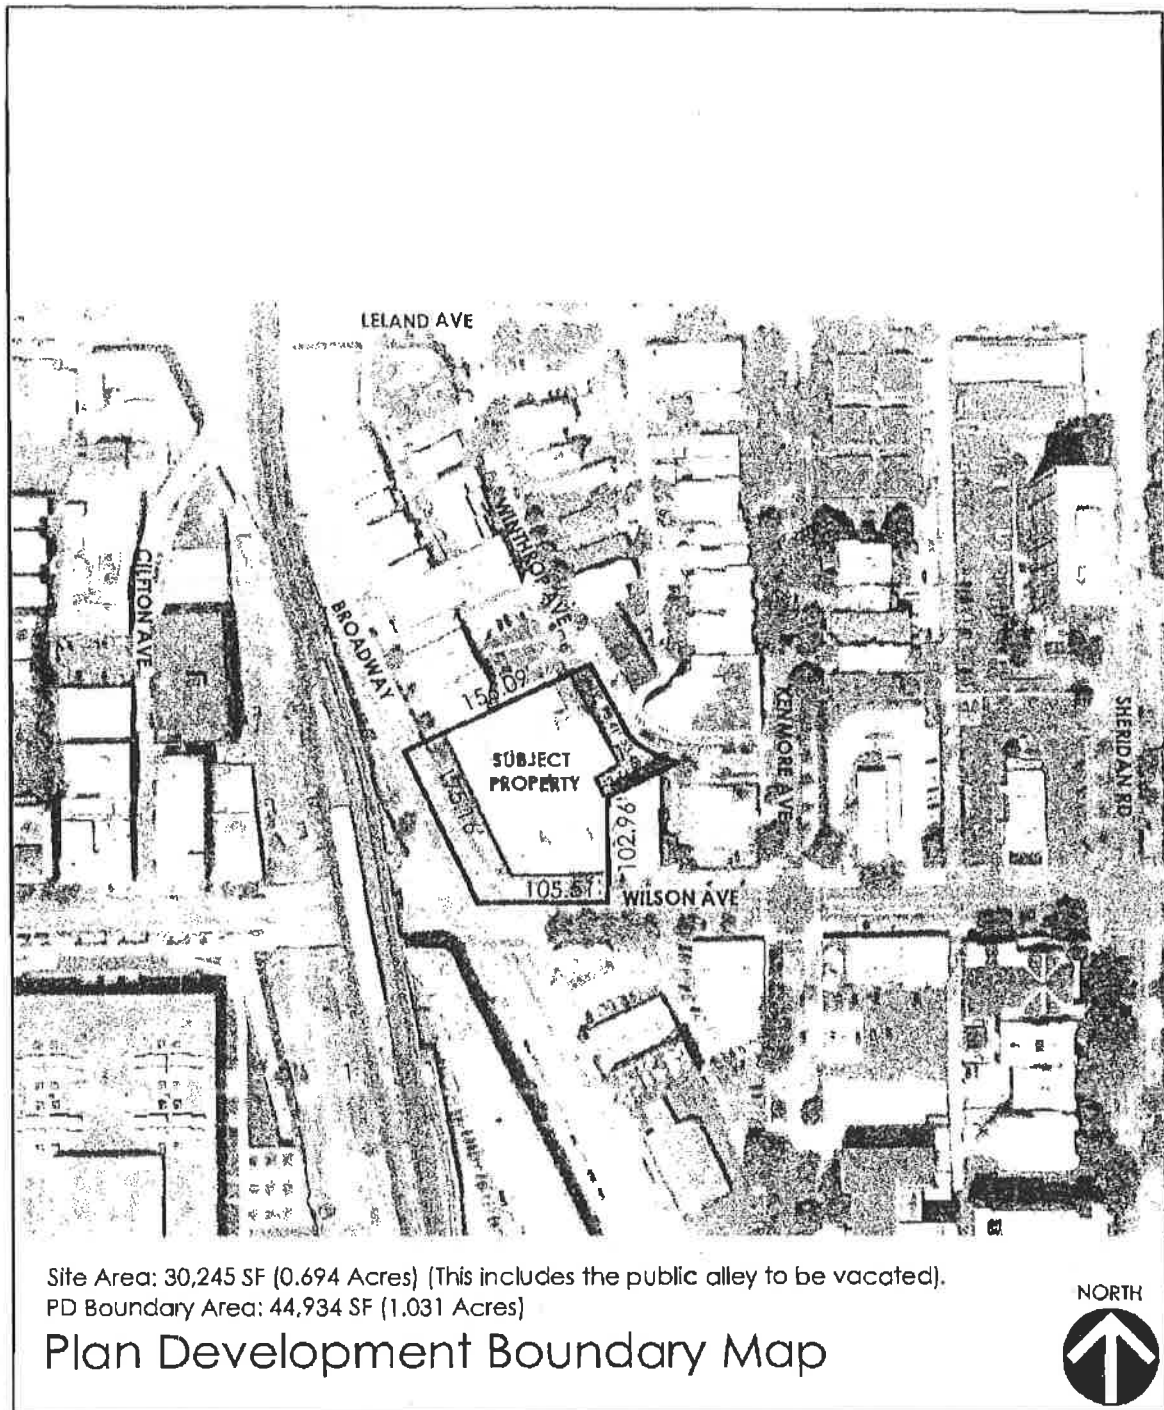 LELAND AVE
CLIFTON AVE
WINTHROP AVE
BROADWAY
156.09
SUBJECT
PROPERTY
KENMORE AVE
SHERIDAN RD
102.96'
105.51'
WILSON AVE
Site Area: 30,245 SF (0.694 Acres) (This includes the public alley to be vacated).
PD Boundary Area: 44,934 SF (1.031 Acres)
NORTH
Plan Development Boundary Map